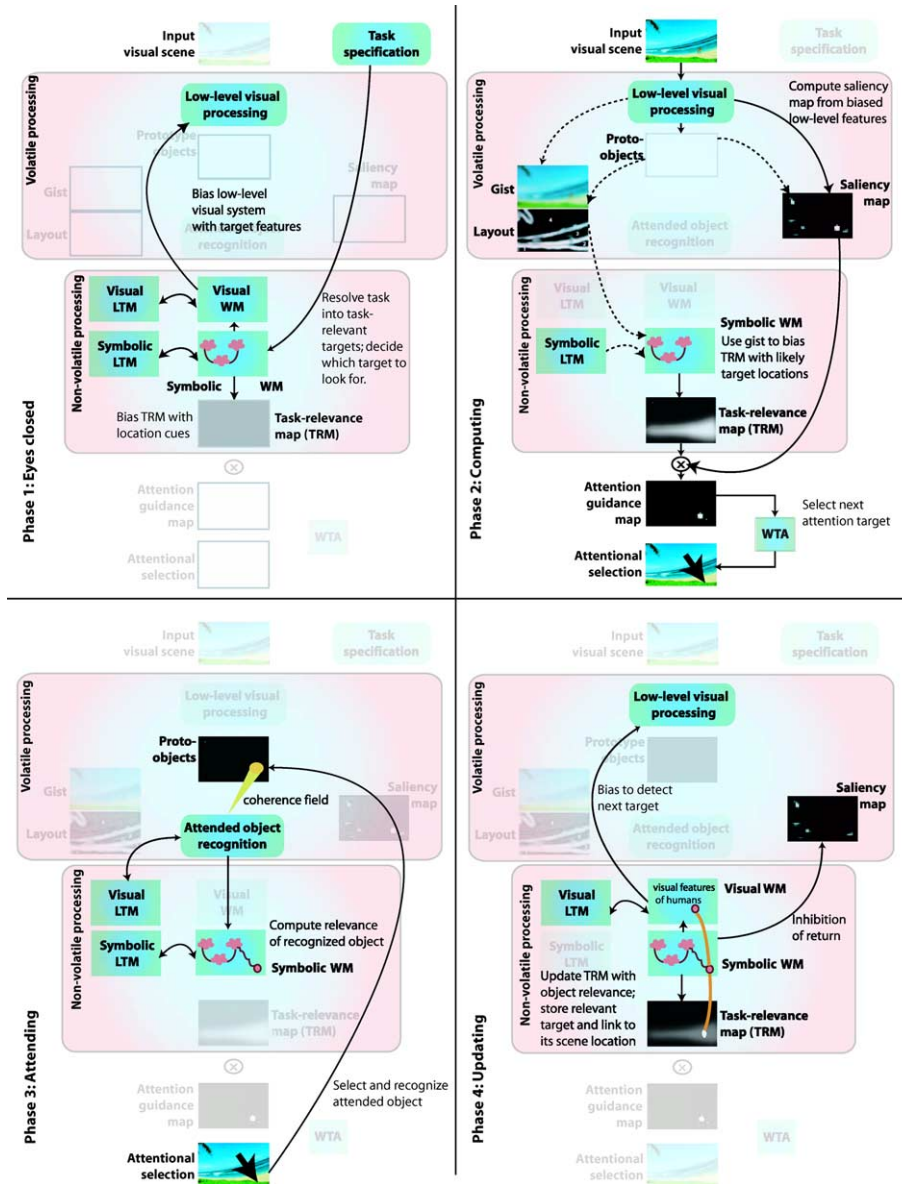 Phase 1: Eyes closed
Input
visual scene
Task
specification
Volatile processing
Low-level visual
processing
Prototype
objects
Saliency
map
Gist
Bias low-level
visual system
with target features
Layout
Attended object
recognition
Non-volatile processing
Visual
LTM
Visual
WM
Resolve task
into task-
relevant
targets; decide
which target to
look for.
Symbolic
LTM
Symbolic WM
Bias TRM with
location cues
Task-relevance
map (TRM)
Attention
guidance
map
WTA
Attentional
selection
Phase 2: Computing
Input
visual scene
Task
specification
Volatile processing
Low-level visual
processing
Compute saliency
map from biased
low-level features
Proto-
objects
Gist
Saliency
map
Layout
Attended object
recognition
Non-volatile processing
Visual
LTM
Visual
WM
Symbolic
LTM
Symbolic WM
Use gist to bias
TRM with likely
target locations
Task-relevance
map (TRM)
Attention
guidance
map
Select next
attention target
WTA
Attentional
selection
Phase 3: Attending
Input
visual scene
Task
specification
Volatile processing
Low-level visual
processing
Proto-
objects
Gist
coherence field
Saliency
map
Layout
Attended object
recognition
Non-volatile processing
Visual
LTM
Visual
WM
Compute relevance
of recognized object
Symbolic
LTM
Symbolic WM
Task-relevance
map (TRM)
Select and recognize
attended object
Attention
guidance
map
WTA
Attentional
selection
Phase 4: Updating
Input
visual scene
Task
specification
Volatile processing
Low-level visual
processing
Prototype
objects
Bias to detect
next target
Saliency
map
Gist
Layout
Attended object
recognition
Non-volatile processing
Visual
LTM
visual features
of humans
Visual WM
Inhibition
of return
Symbolic
LTM
Symbolic WM
Update TRM with
object relevance;
store relevant
target and link to
its scene location
Task-relevance
map (TRM)
Attention
guidance
map
WTA
Attentional
selection